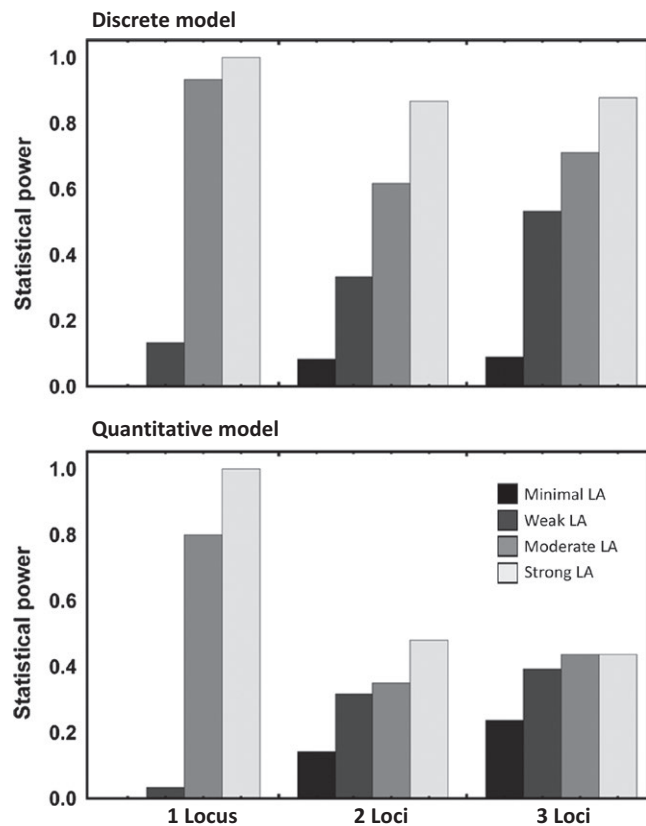 Discrete model
1.0
0.8
0.6
0.4
0.2
0.0
Statistical power
Quantitative model
1.0
0.8
0.6
0.4
0.2
0.0
Statistical power
Minimal LA
Weak LA
Moderate LA
Strong LA
1 Locus
2 Loci
3 Loci